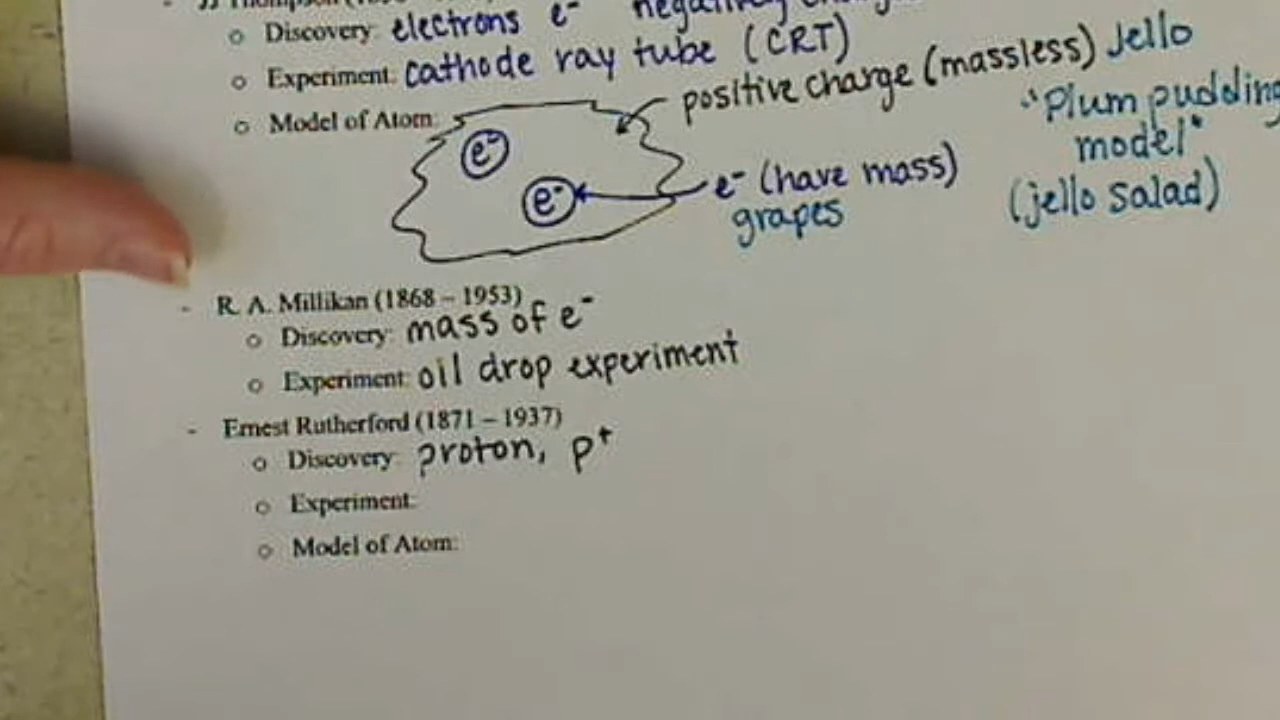 Discovery: electrons e⁻ negatively
Experiment: cathode ray tube (CRT)
positive charge (massless) Jello
Model of Atom:
"Plum pudding
model"
e⁻
e⁻
e⁻ (have mass)
grapes
(jello salad)
- R. A. Millikan (1868 – 1953)
o Discovery: mass of e⁻
o Experiment: oil drop experiment
- Ernest Rutherford (1871 – 1937)
o Discovery: proton, p⁺
o Experiment:
o Model of Atom: